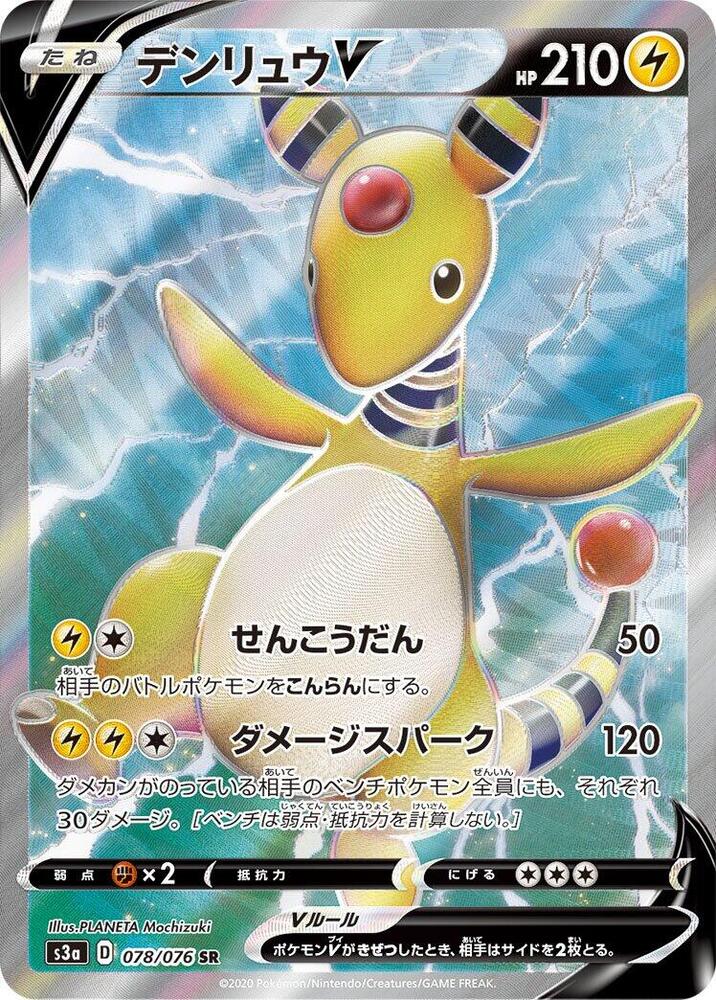 たね デンリュウV HP 210
せんこうだん 50
相手のバトルポケモンをこんらんにする。
ダメージスパーク 120
ダメカンがのっている相手のベンチポケモン全員にも、それぞれ
30ダメージ。[ベンチは弱点・抵抗力を計算しない。]
弱点 ×2 抵抗力 にげる
Illus.PLANETA Mochizuki
Vルール
s3a D 078/076 SR
ポケモンVがきぜつしたとき、相手はサイドを2枚とる。
©2020 Pokémon/Nintendo/Creatures/GAME FREAK.